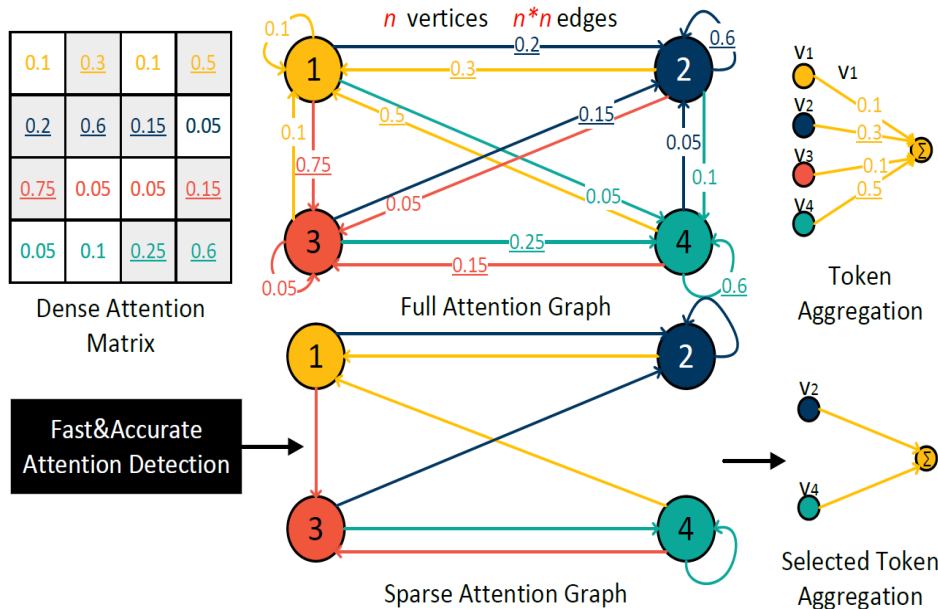 n vertices n*n edges
0.1 0.3 0.1 0.5
0.2 0.6 0.15 0.05
0.75 0.05 0.05 0.15
0.05 0.1 0.25 0.6
Dense Attention
Matrix
0.1
0.2
0.6
1
2
0.3
0.15
0.5
0.1
0.05
0.75
0.1
0.05
0.05
3
0.25
4
0.15
0.05
0.6
Full Attention Graph
V1
V1
0.1
V2
0.3
Σ
V3
0.1
0.5
V4
Token
Aggregation
Fast&Accurate
Attention Detection
1
2
3
4
Sparse Attention Graph
V2
Σ
V4
Selected Token
Aggregation